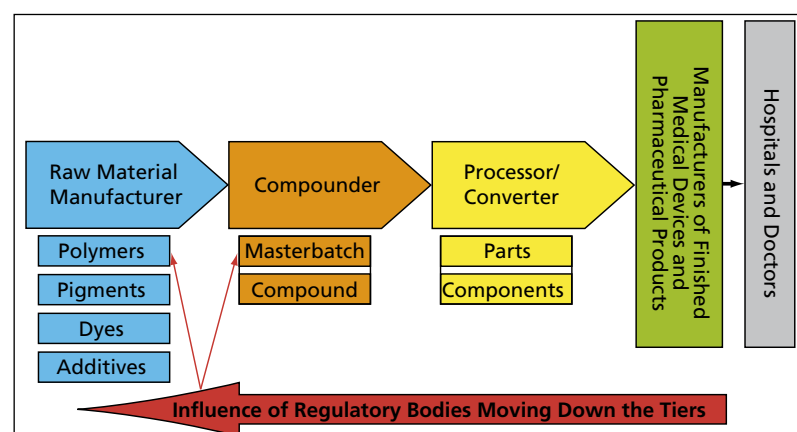 Raw Material
Manufacturer
Compounder
Processor/
Converter
Manufacturers of Finished
Medical Devices and
Pharmaceutical Products
Hospitals and Doctors
Polymers
Pigments
Dyes
Additives
Masterbatch
Compound
Parts
Components
Influence of Regulatory Bodies Moving Down the Tiers